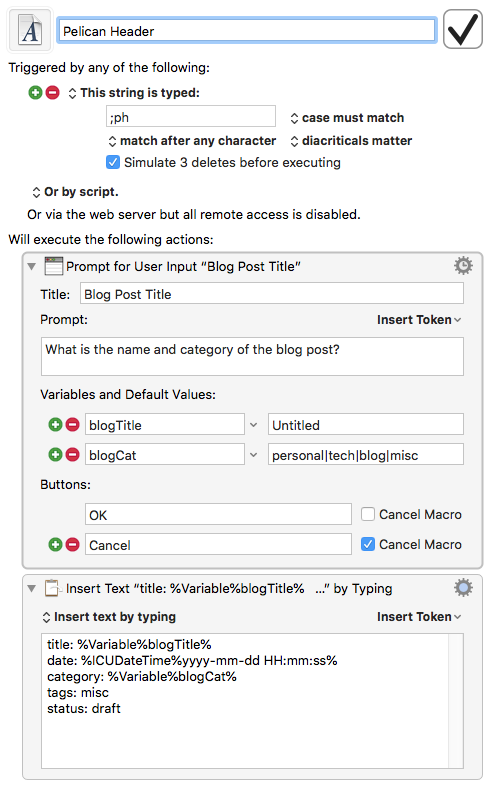 Pelican Header
Triggered by any of the following:
This string is typed:
;ph
case must match
match after any character
diacriticals matter
Simulate 3 deletes before executing
Or by script.
Or via the web server but all remote access is disabled.
Will execute the following actions:
Prompt for User Input “Blog Post Title”
Title: Blog Post Title
Prompt:
Insert Token
What is the name and category of the blog post?
Variables and Default Values:
blogTitle
Untitled
blogCat
personal|tech|blog|misc
Buttons:
OK
Cancel Macro
Cancel
Cancel Macro
Insert Text “title: %Variable%blogTitle% ...” by Typing
Insert text by typing
Insert Token
title: %Variable%blogTitle%
date: %ICUDateTime%yyyy-mm-dd HH:mm:ss%
category: %Variable%blogCat%
tags: misc
status: draft